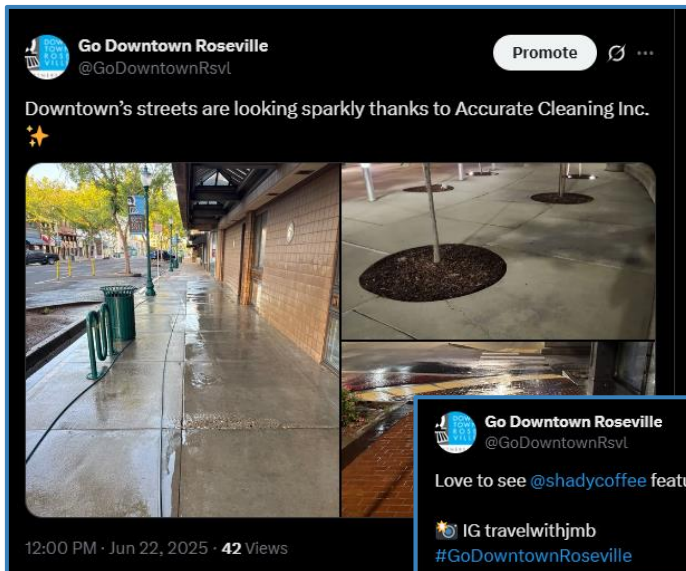 Go Downtown Roseville
@GoDowntownRsvl
Promote
Downtown’s streets are looking sparkly thanks to Accurate Cleaning Inc.
✨
12:00 PM · Jun 22, 2025 · 42 Views
Go Downtown Roseville
@GoDowntownRsvl
Love to see @shadycoffee featu
📸 IG travelwithjmb
#GoDowntownRoseville